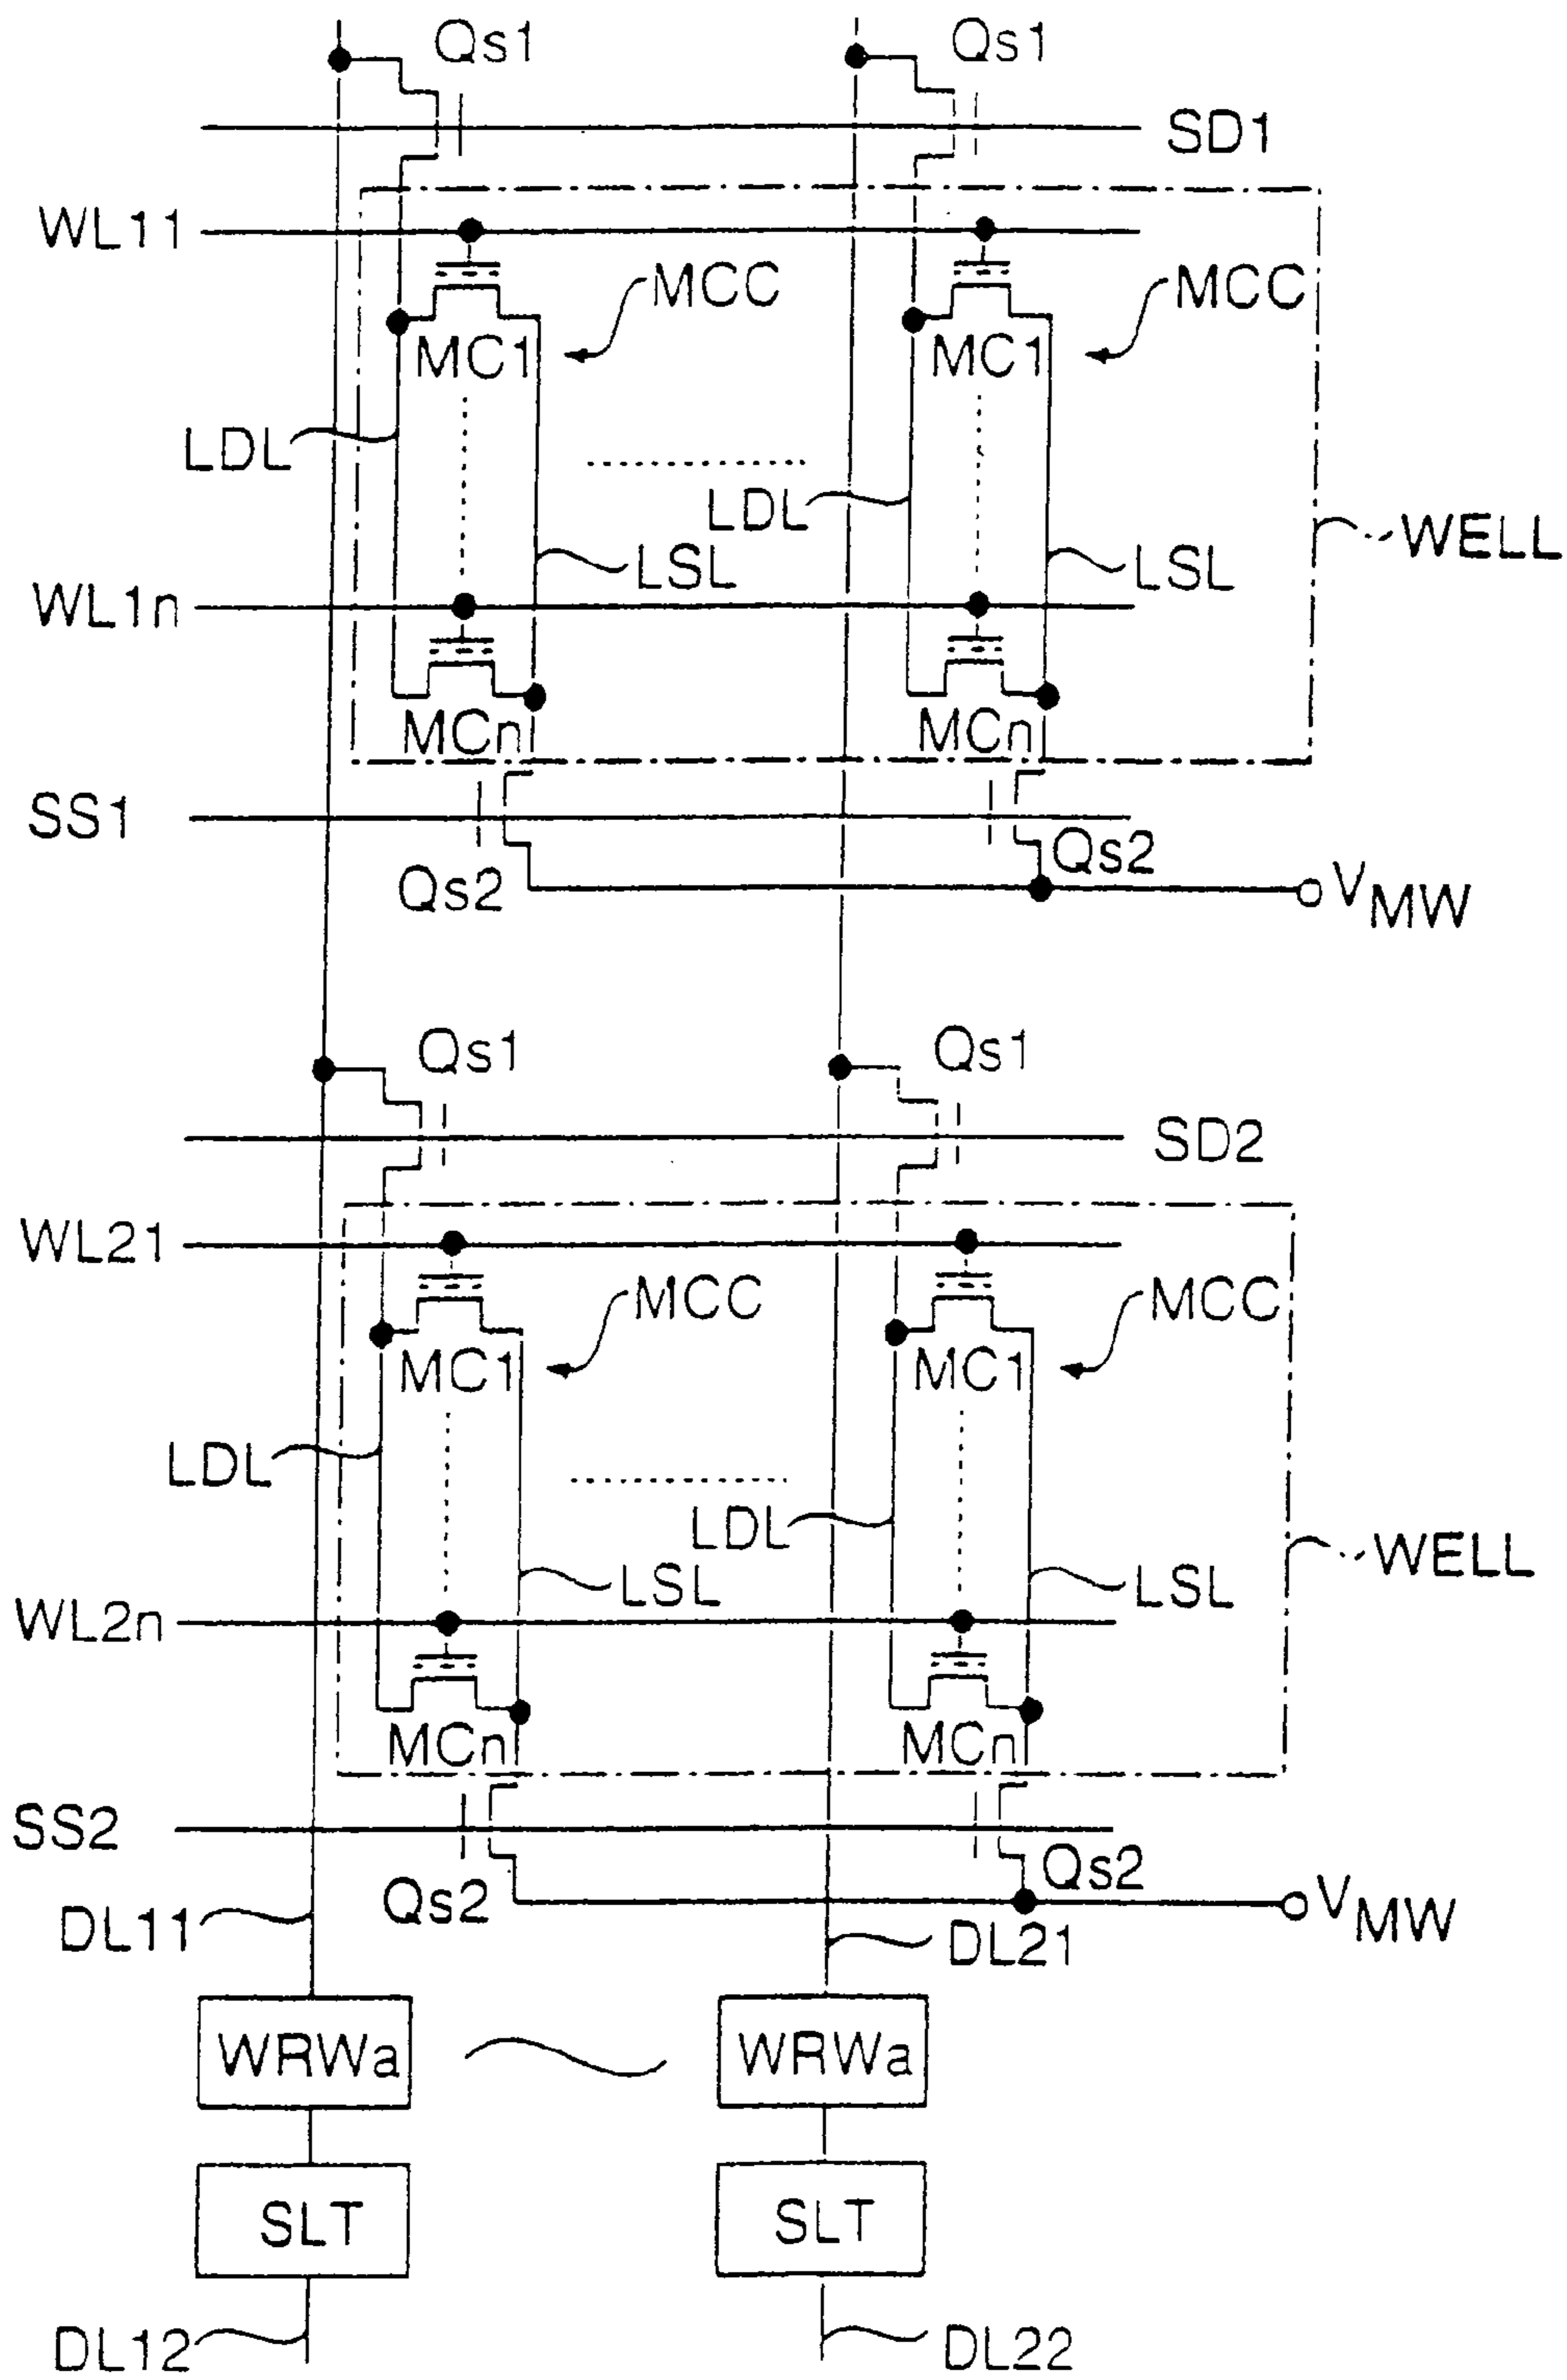 Qs1 Qs1
SD1
WL11
MCC MCC
MC1 MC1
LDL
LDL
WELL
LSL LSL
WL1n
MCn MCn
SS1
Qs2
Qs2
VMW
Qs1 Qs1
SD2
WL21
MCC MCC
MC1 MC1
LDL
LDL
WELL
LSL LSL
WL2n
MCn MCn
SS2
Qs2
Qs2
VMW
DL11
DL21
WRWa WRWa
SLT SLT
DL12 DL22